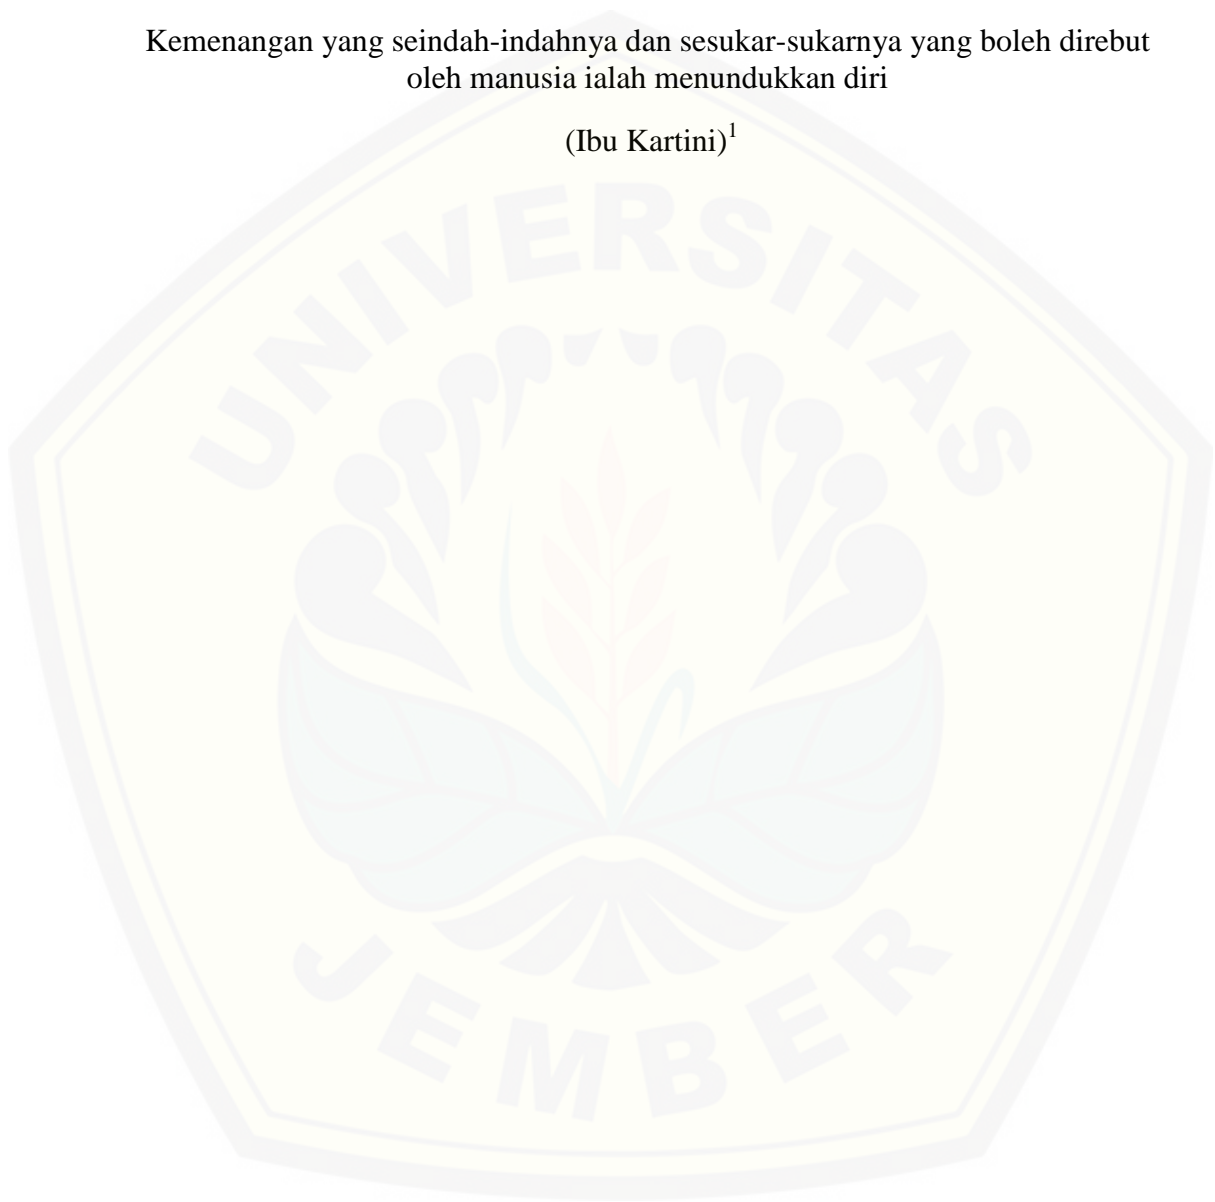 Kemenangan yang seindah-indahnya dan sesukar-sukarnya yang boleh direbut
oleh manusia ialah menundukkan diri
(Ibu Kartini)¹
UNIVERSITAS
JEMBER